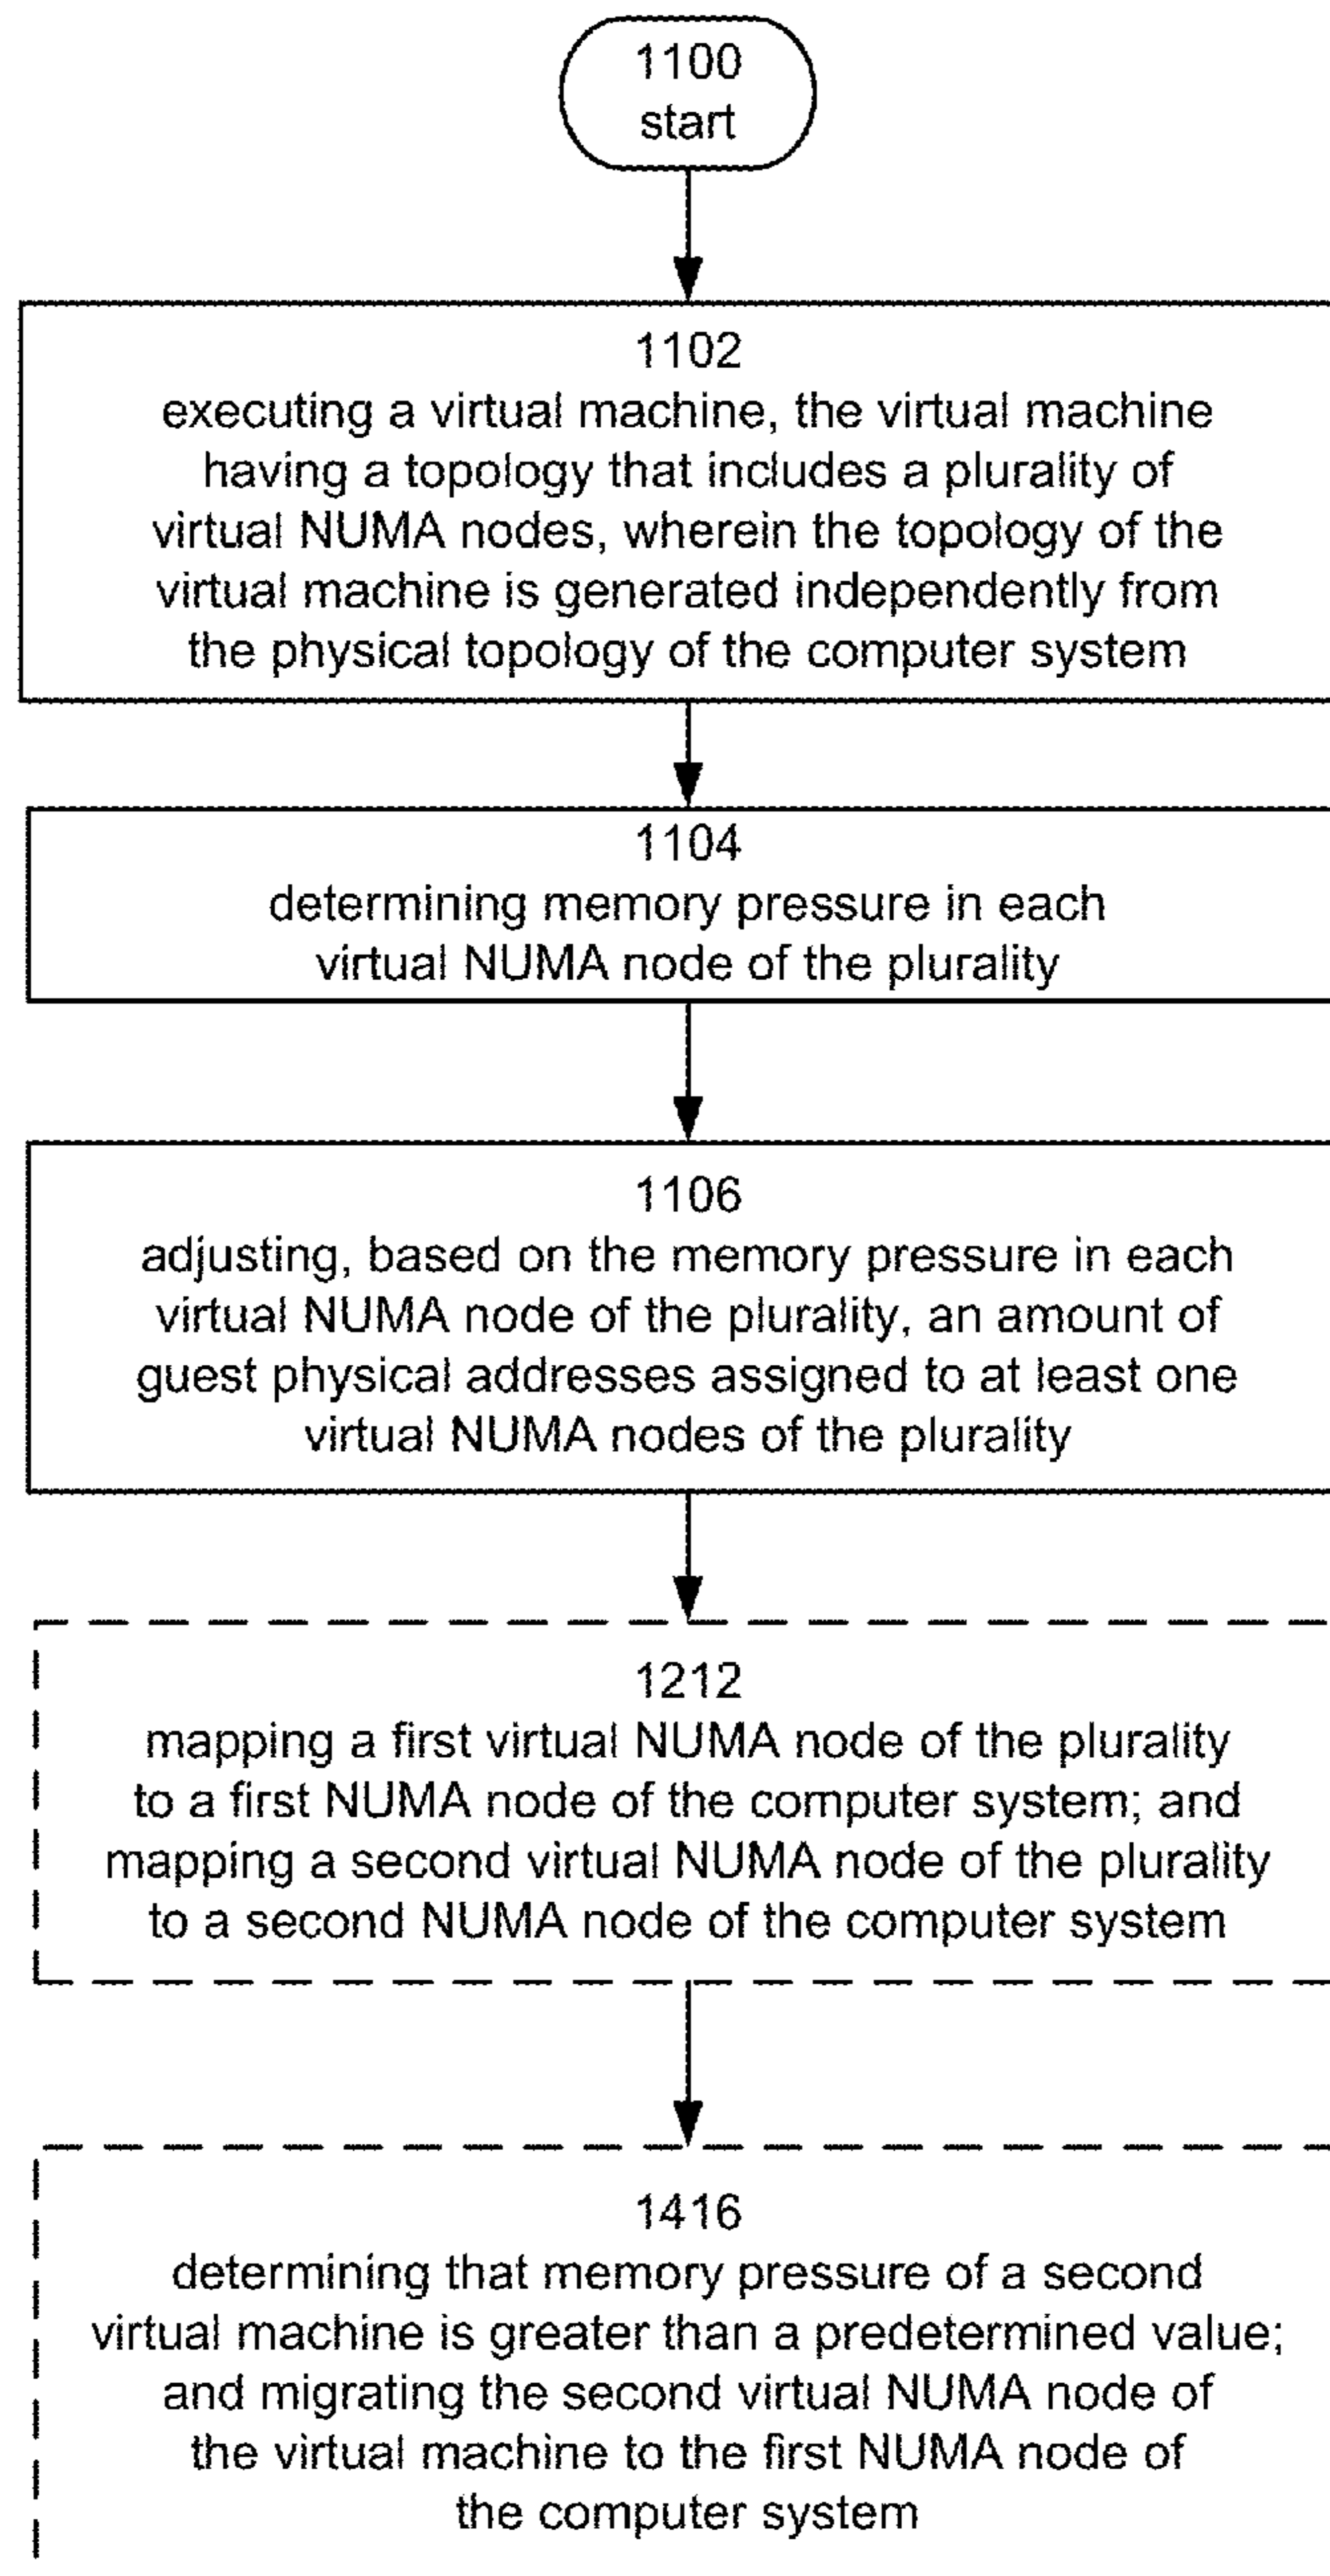 1100
start
1102
executing a virtual machine, the virtual machine
having a topology that includes a plurality of
virtual NUMA nodes, wherein the topology of the
virtual machine is generated independently from
the physical topology of the computer system
1104
determining memory pressure in each
virtual NUMA node of the plurality
1106
adjusting, based on the memory pressure in each
virtual NUMA node of the plurality, an amount of
guest physical addresses assigned to at least one
virtual NUMA nodes of the plurality
1212
mapping a first virtual NUMA node of the plurality
to a first NUMA node of the computer system; and
mapping a second virtual NUMA node of the plurality
to a second NUMA node of the computer system
1416
determining that memory pressure of a second
virtual machine is greater than a predetermined value;
and migrating the second virtual NUMA node of
the virtual machine to the first NUMA node of
the computer system